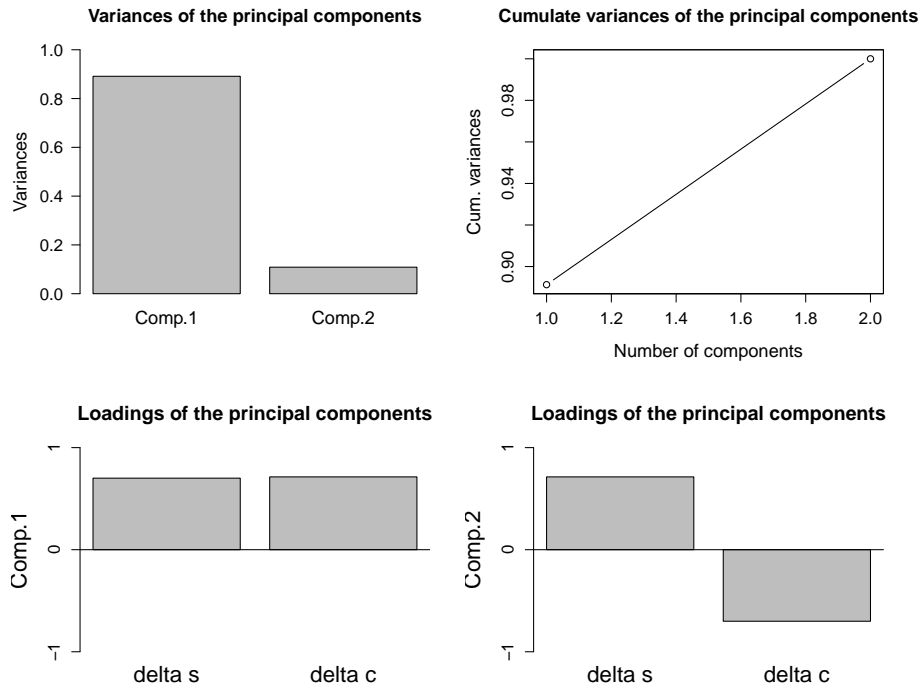 Variances of the principal components
1.0
0.8
0.6
0.4
0.2
0.0
Variances
Comp.1 Comp.2
Cumulate variances of the principal components
0.98
0.94
0.90
Cum. variances
1.0 1.2 1.4 1.6 1.8 2.0
Number of components
Loadings of the principal components
1
0
−1
Comp.1
delta s delta c
Loadings of the principal components
1
0
−1
Comp.2
delta s delta c